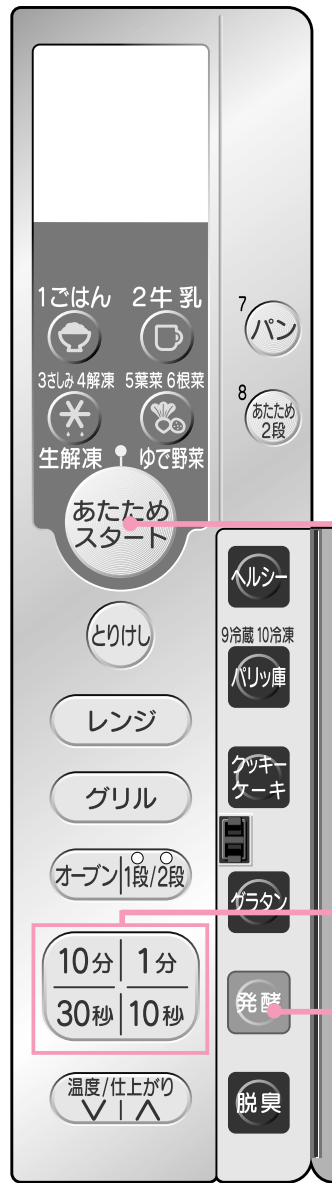 1ごはん 2牛乳
3さしみ 4解凍 5葉菜 6根菜
生解凍 ゆで野菜
あたため
スタート
とりけし
レンジ
グリル
オーブン 1段/2段
10分 1分
30秒 10秒
温度/仕上がり
7
パン
8
あたため
2段
ヘルシー
9冷蔵 10冷凍
パリッ庫
クッキー
ケーキ
グラタン
発酵
脱臭